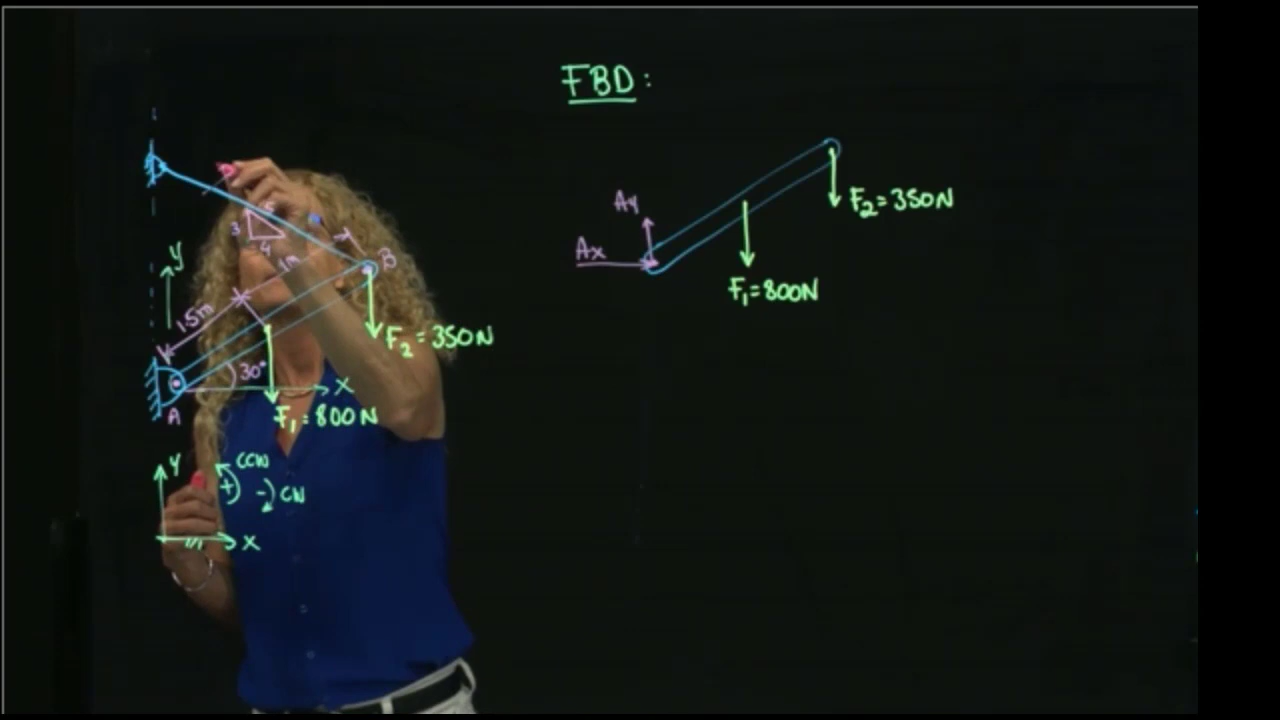 FBD:
Ay
Ax
F₂=350N
F₁=800N
3
5
4
y
1m
B
1.5m
F₂=350N
30°
x
A
F₁=800N
y
CCW
+
-
CW
x